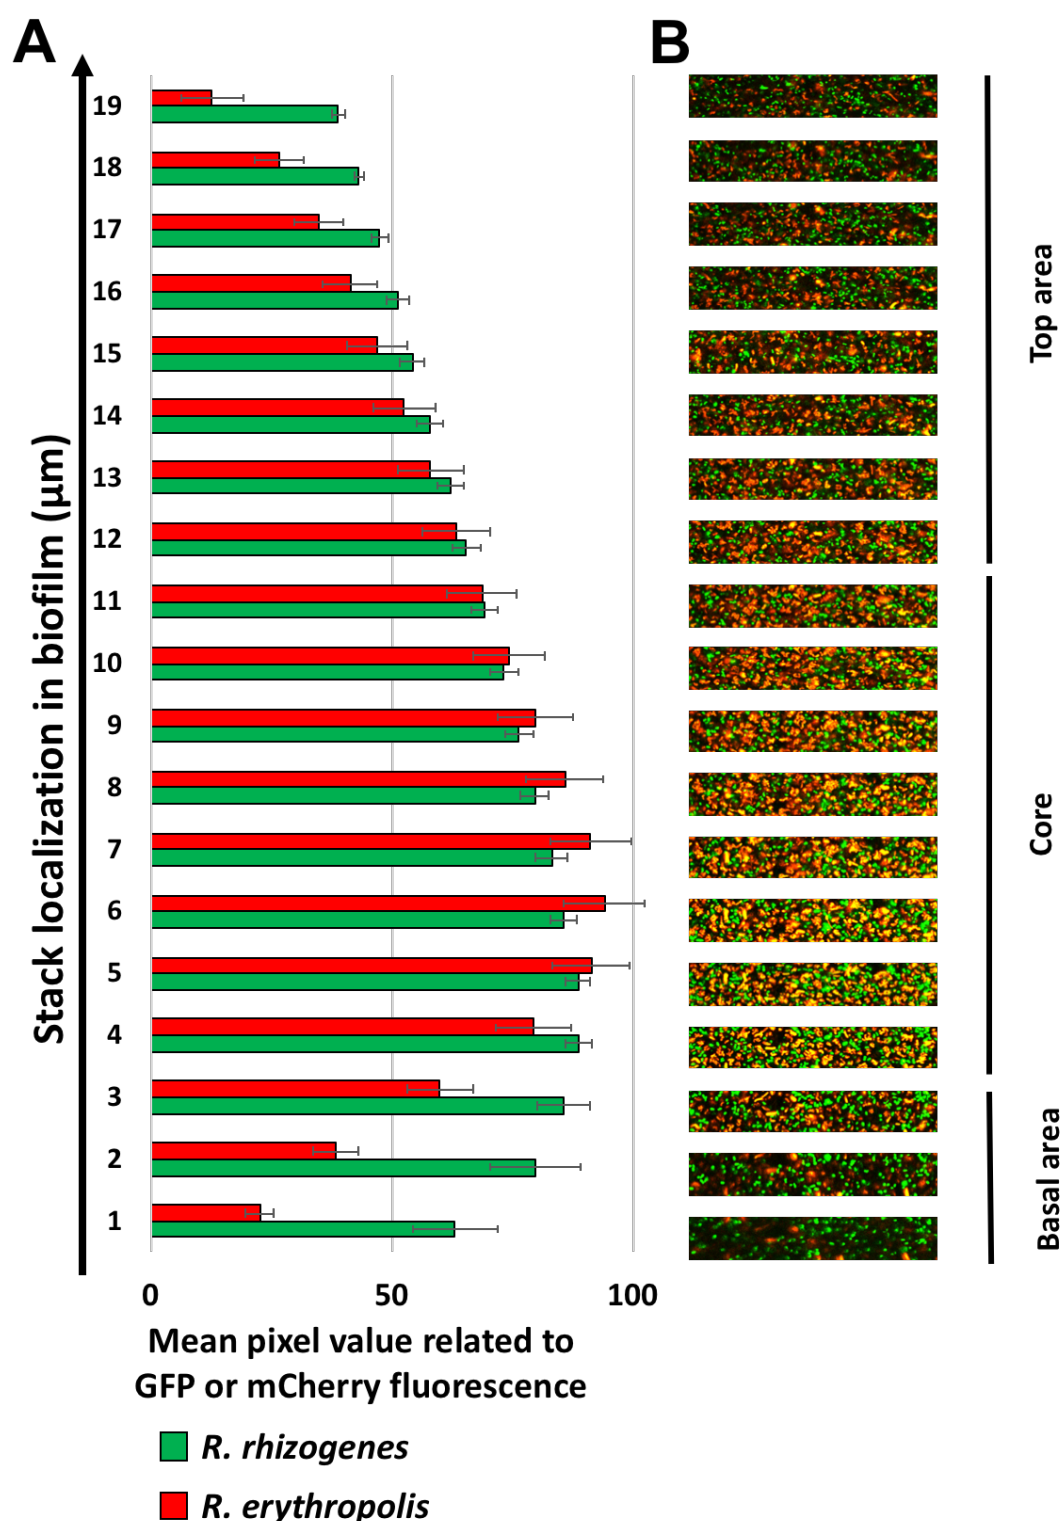 A
B
Stack localization in biofilm (µm)
19
18
17
16
15
14
13
12
11
10
9
8
7
6
5
4
3
2
1
Top area
Core
Basal area
0 50 100
Mean pixel value related to
GFP or mCherry fluorescence
R. rhizogenes
R. erythropolis